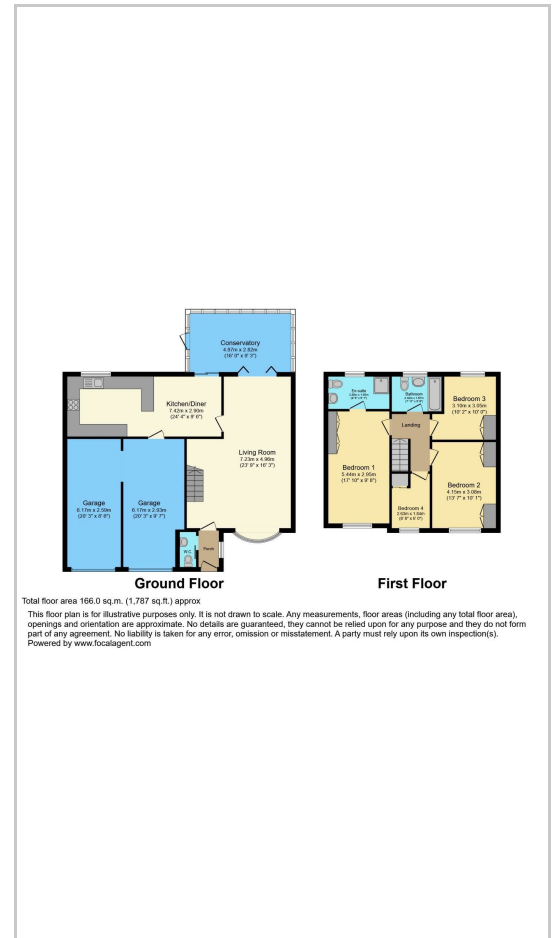 Conservatory
4.87m x 2.82m
(16' 0" x 9' 3")
Kitchen/Diner
7.42m x 2.90m
(24' 4" x 9' 6")
Living Room
7.23m x 4.96m
(23' 9" x 16' 3")
Garage
6.17m x 2.59m
(20' 3" x 8' 6")
Garage
6.17m x 2.93m
(20' 3" x 9' 7")
W.C
Porch
Ground Floor
En-suite
Bathroom
Bedroom 3
3.10m x 3.05m
(10' 2" x 10' 0")
Landing
Bedroom 1
5.44m x 2.95m
(17' 10" x 9' 8")
Bedroom 2
4.15m x 3.08m
(13' 7" x 10' 1")
Bedroom 4
First Floor
Total floor area 166.0 sq.m. (1,787 sq.ft.) approx
This floor plan is for illustrative purposes only. It is not drawn to scale. Any measurements, floor areas (including any total floor area),
openings and orientation are approximate. No details are guaranteed, they cannot be relied upon for any purpose and they do not form
part of any agreement. No liability is taken for any error, omission or misstatement. A party must rely upon its own inspection(s).
Powered by www.focalagent.com